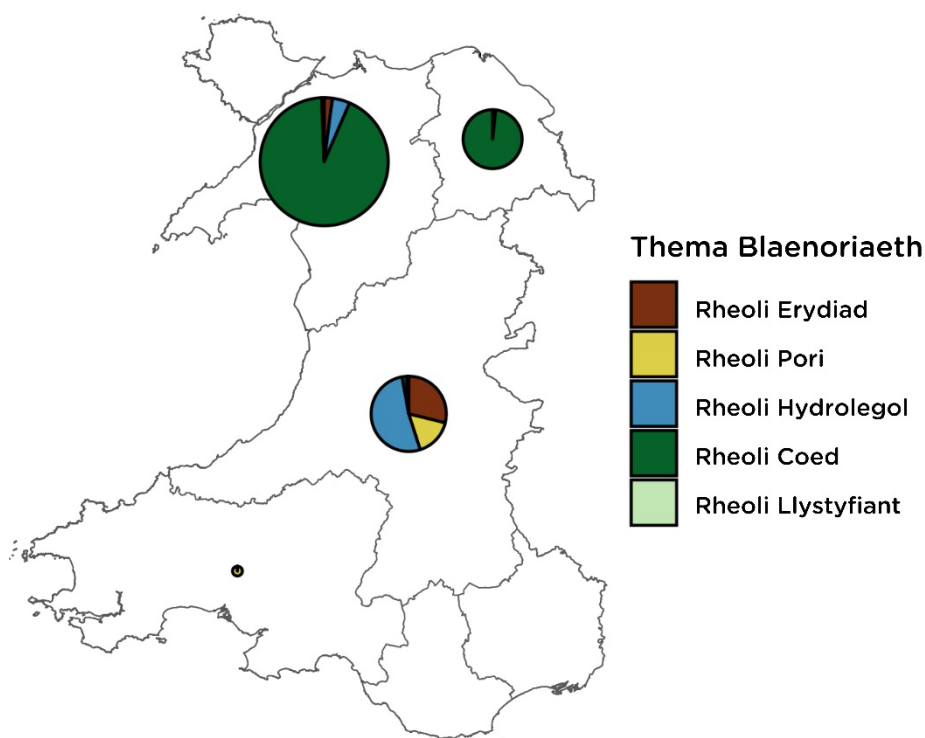 Thema Blaenoriaeth
Rheoli Erydiad
Rheoli Pori
Rheoli Hydrolegol
Rheoli Coed
Rheoli Llystyfiant